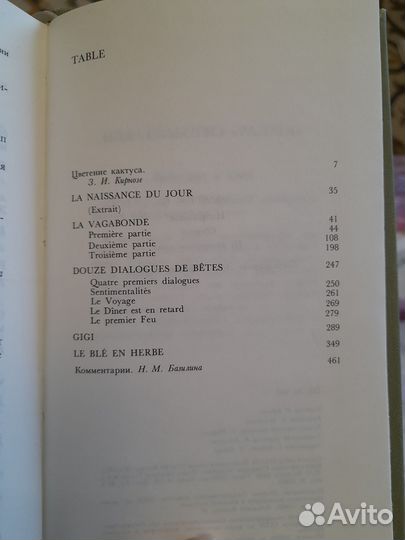 TABLE
Цветение кактуса. 7
З. И. Кирнозе
LA NAISSANCE DU JOUR 35
(Extrait)
LA VAGABONDE 41
Première partie 44
Deuxième partie 108
Troisième partie 198
DOUZE DIALOGUES DE BÊTES 247
Quatre premiers dialogues 250
Sentimentalités 261
Le Voyage 269
Le Dîner est en retard 279
Le premier Feu
289
GIGI
349
LE BLÉ EN HERBE
461
Комментарии. Н. М. Базилина
Avito